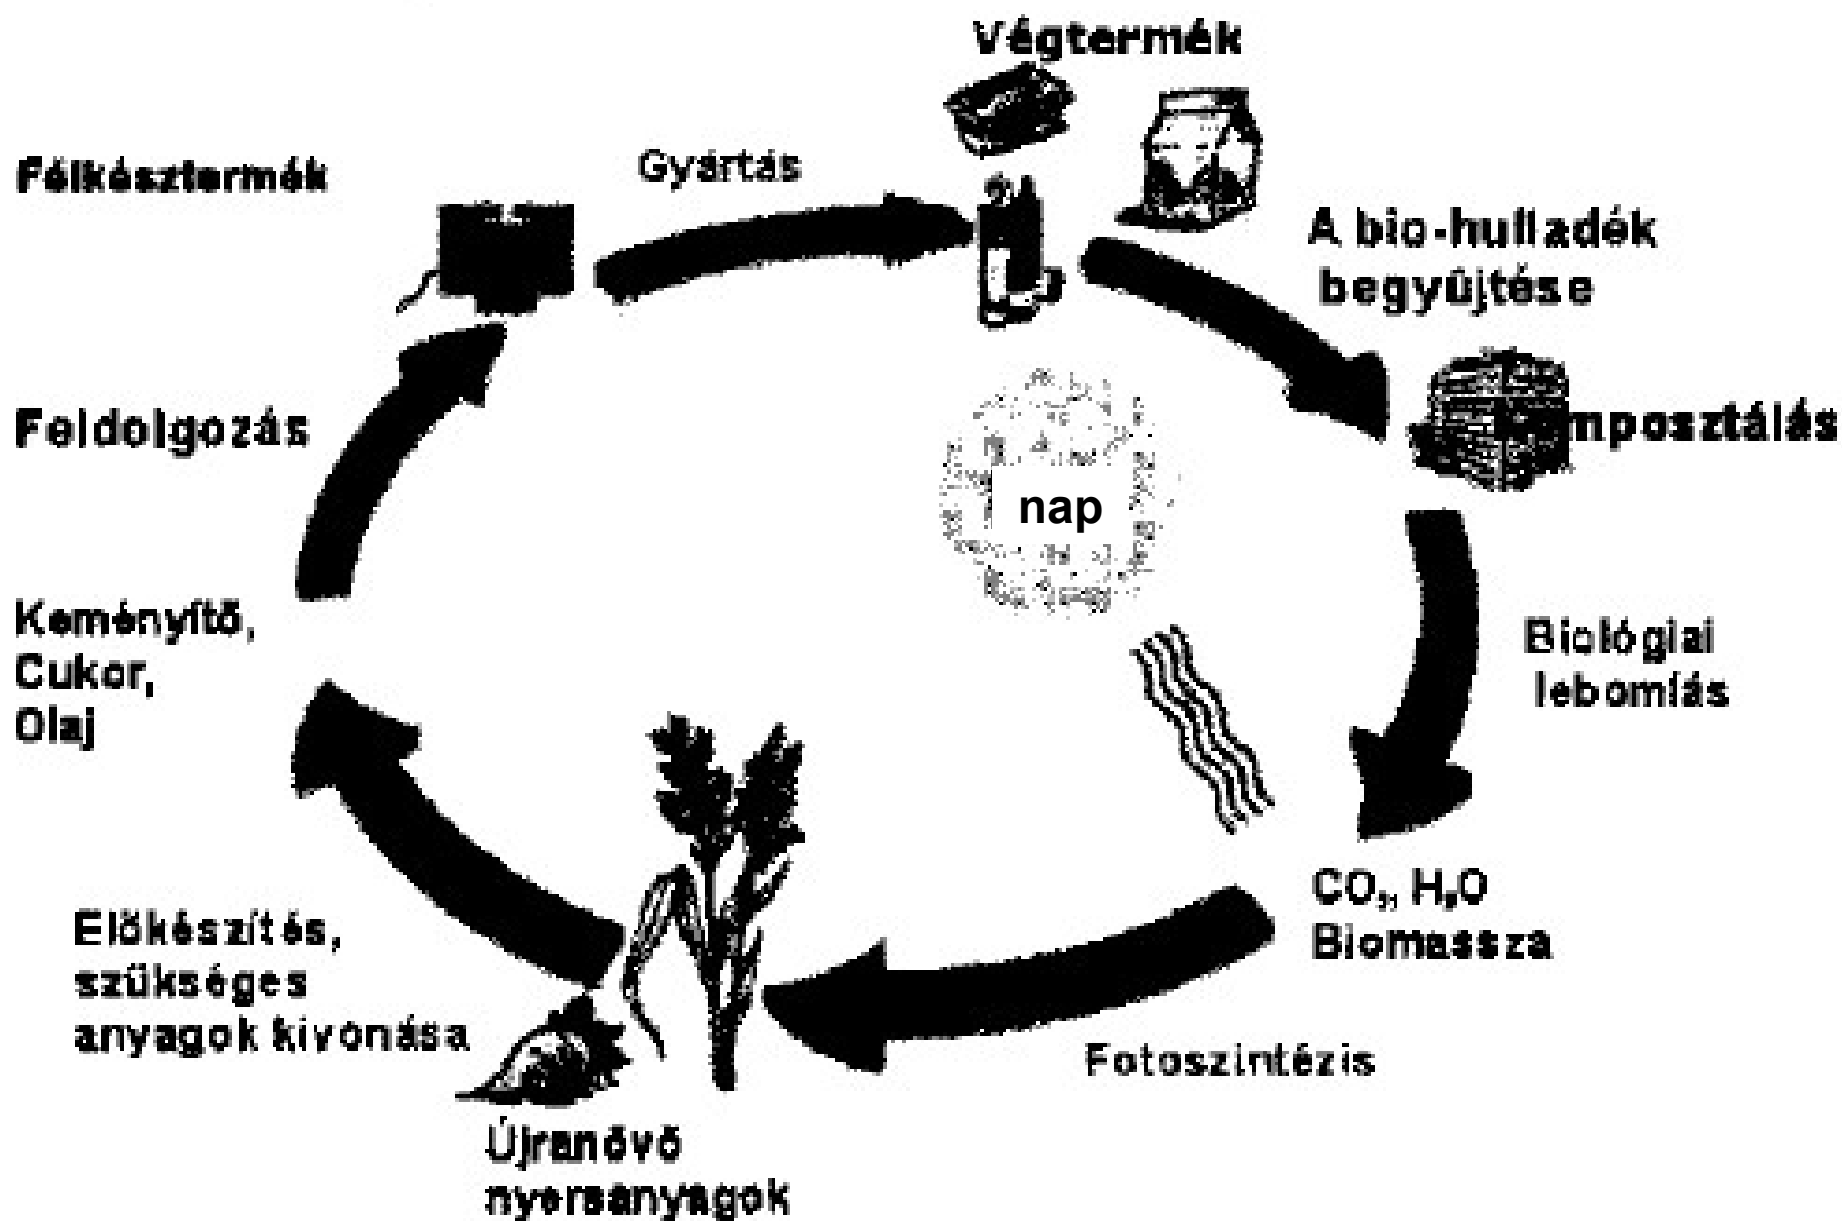 Végtermék
Félkésztermék
Gyártás
A bio-hulladék
begyűjtése
Feldolgozás
nap
Keményítő,
Cukor,
Olaj
Biológiai
lebomlás
CO₂, H₂O
Biomassza
Előkészítés,
szükséges
anyagok kivonása
Fotoszintézis
Újranövő
nyersanyagok